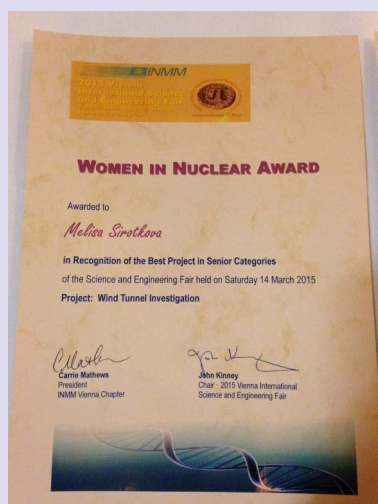 INMM
2015 Vienna
International Science
and Engineering Fair
WOMEN IN NUCLEAR AWARD
Awarded to
Melisa Sirotkova
in Recognition of the Best Project in Senior Categories
of the Science and Engineering Fair held on Saturday 14 March 2015
Project: Wind Tunnel Investigation
Carrie Mathews
President
INMM Vienna Chapter
John Kinney
Chair · 2015 Vienna International
Science and Engineering Fair